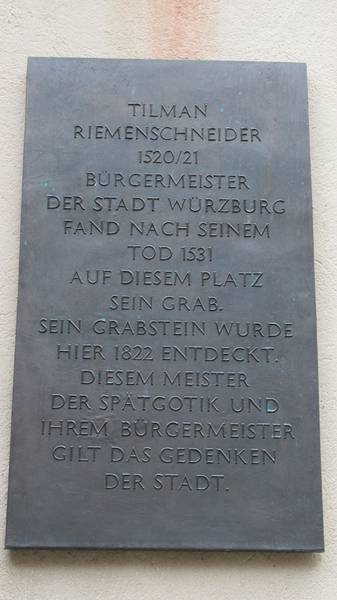 TILMAN
RIEMENSCHNEIDER
1520/21
BÜRGERMEISTER
DER STADT WÜRZBURG
FAND NACH SEINEM
TOD 1531
AUF DIESEM PLATZ
SEIN GRAB.
SEIN GRABSTEIN WURDE
HIER 1822 ENTDECKT.
DIESEM MEISTER
DER SPÄTGOTIK UND
IHREM BÜRGERMEISTER
GILT DAS GEDENKEN
DER STADT.